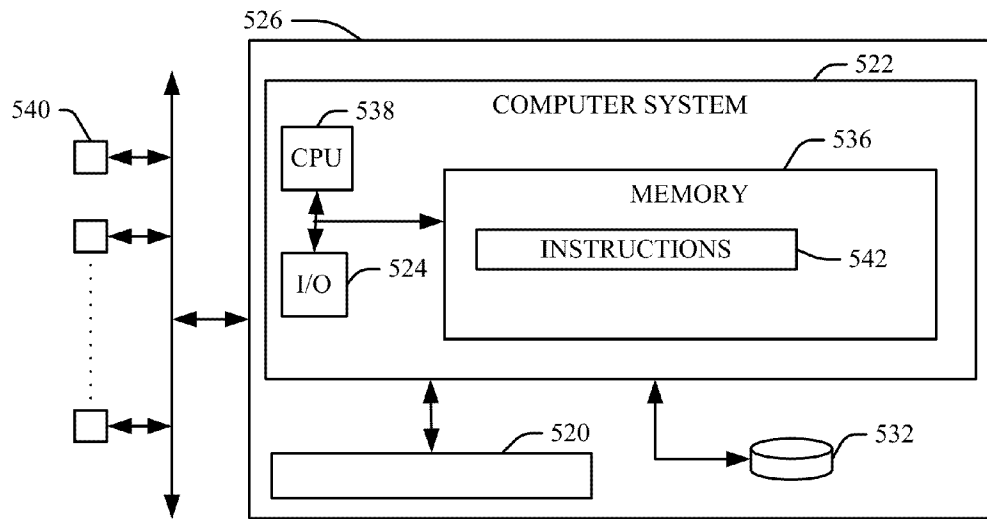 526
522
540
COMPUTER SYSTEM
538
CPU
536
MEMORY
INSTRUCTIONS
542
I/O
524
520
532